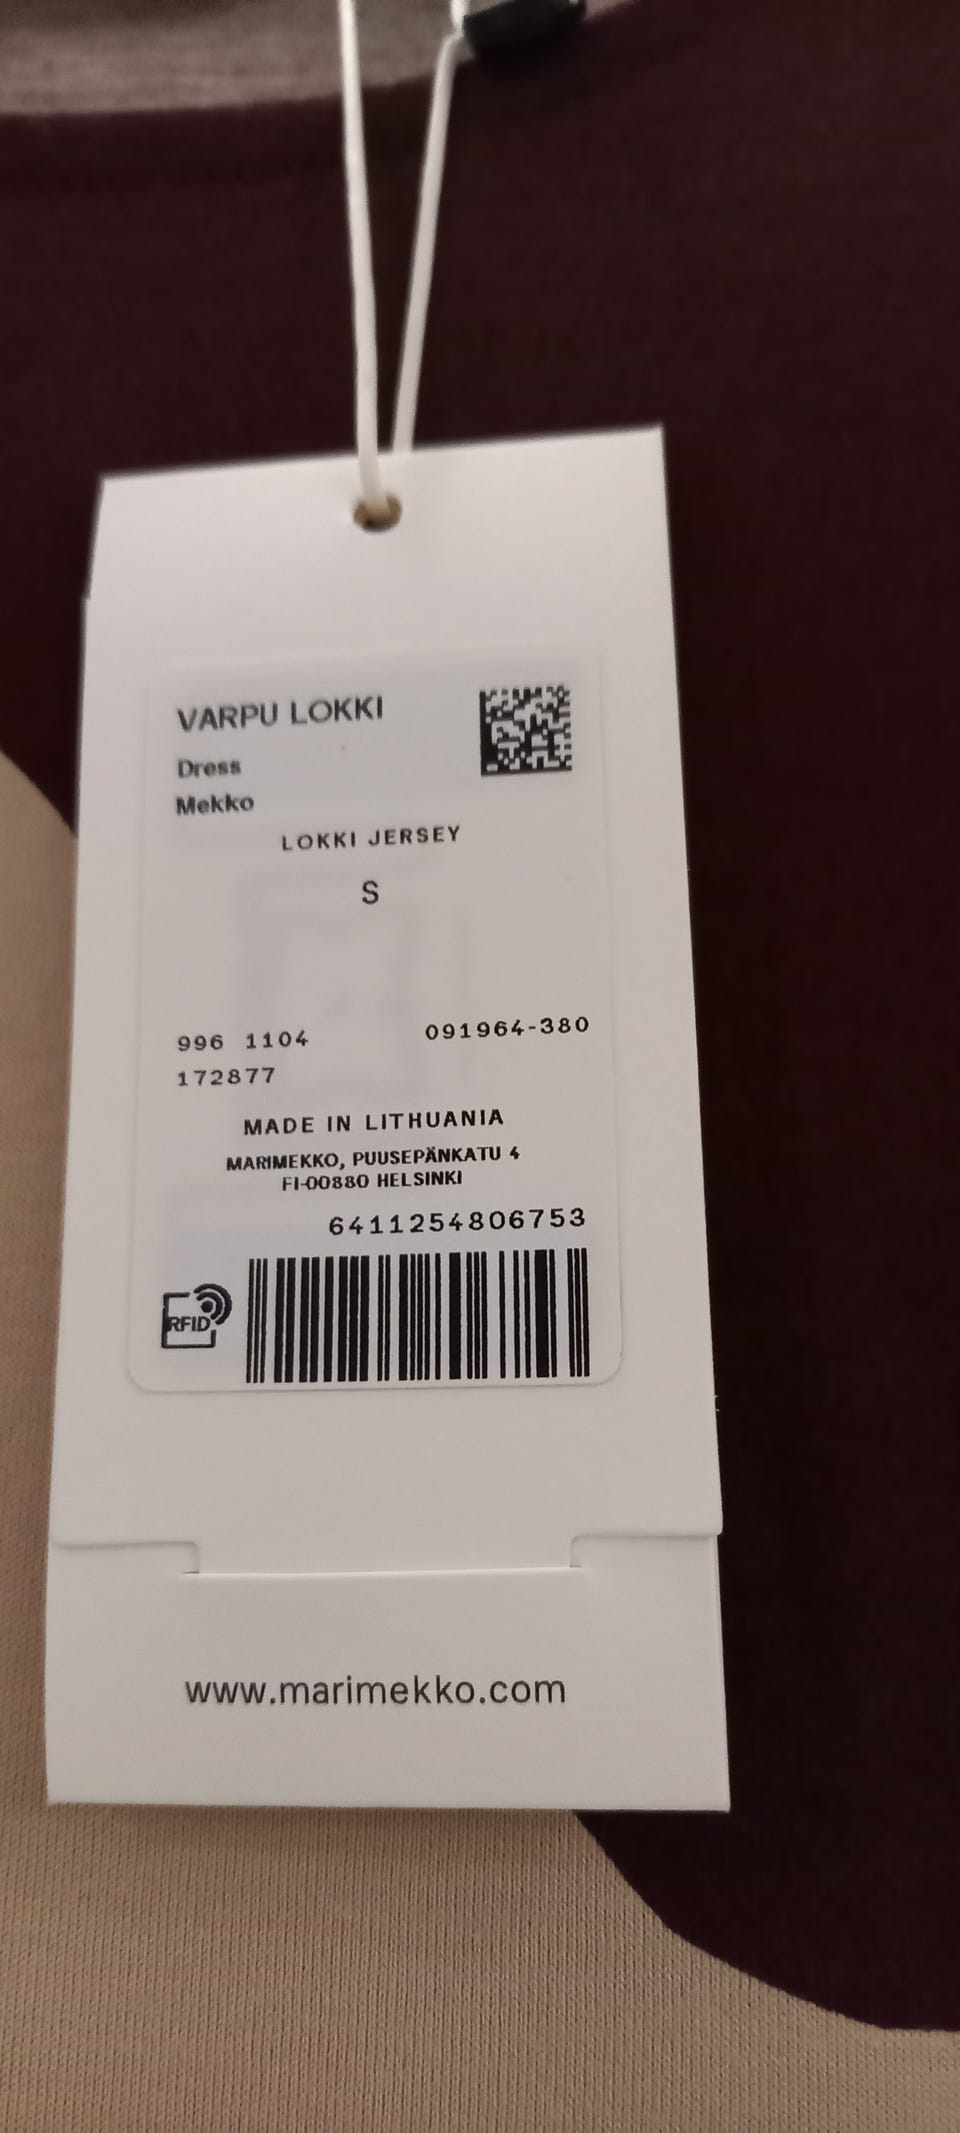 VARPU LOKKI
Dress
Mekko
LOKKI JERSEY
S
996 1104 091964-380
172877
MADE IN LITHUANIA
MARIMEKKO, PUUSEPÄNKATU 4
FI-00880 HELSINKI
6411254806753
RFID
www.marimekko.com